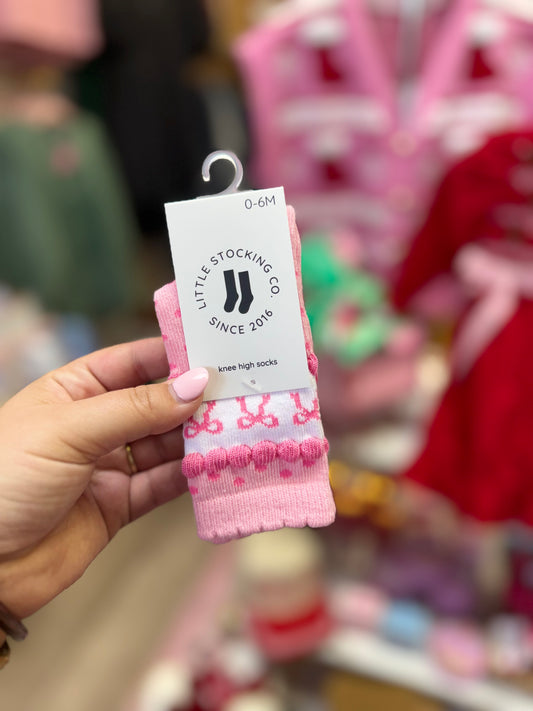 0-6M
LITTLE STOCKING CO.
SINCE 2016
knee high socks